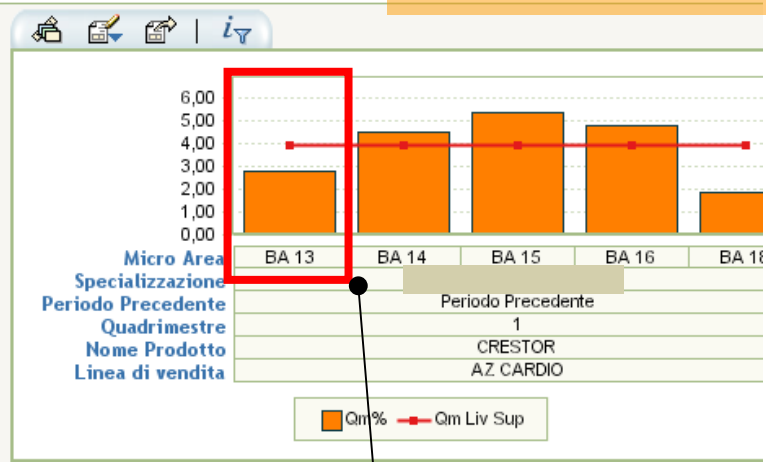 6,00
5,00
4,00
3,00
2,00
1,00
0,00
Micro Area BA 13 BA 14 BA 15 BA 16 BA 18
Specializzazione
Periodo Precedente Periodo Precedente
Quadrimestre 1
Nome Prodotto CRESTOR
Linea di vendita AZ CARDIO
Qm% Qm Liv Sup